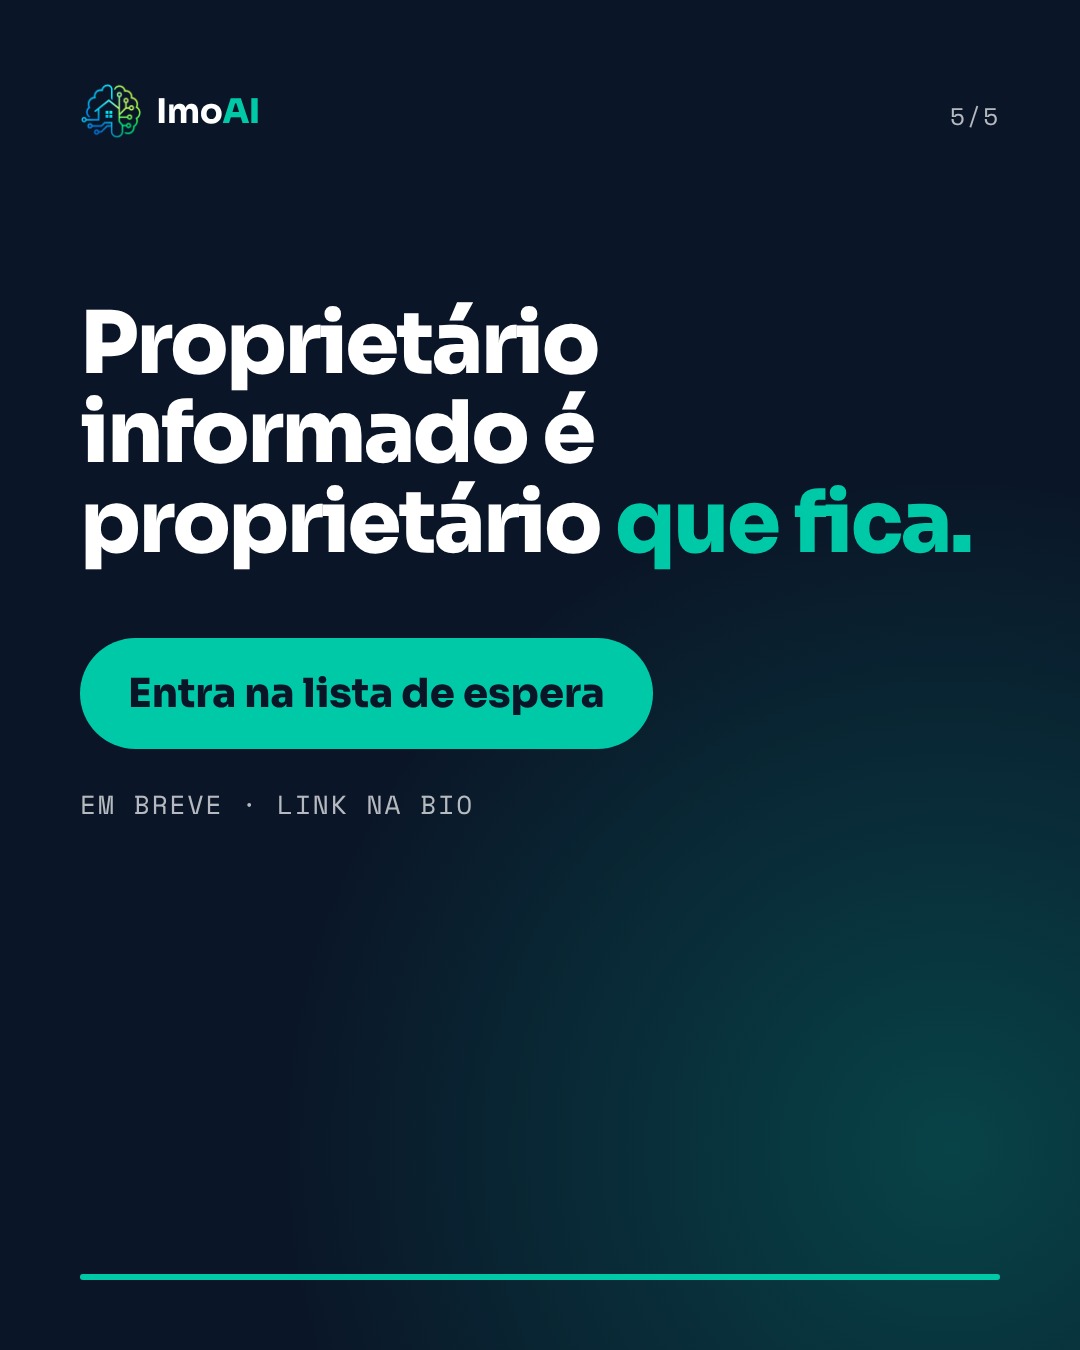 ImoAI
5/5
Proprietário
informado é
proprietário que fica.
Entra na lista de espera
EM BREVE · LINK NA BIO